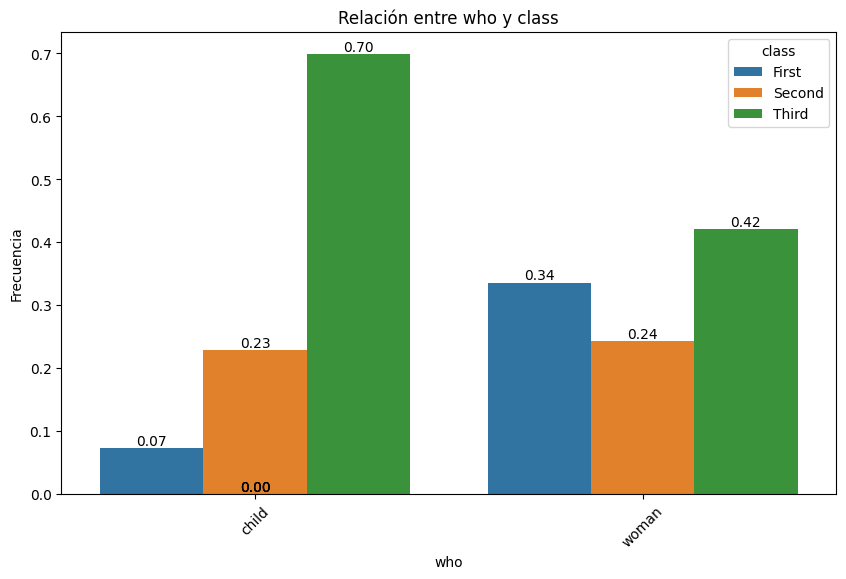 Relación entre who y class
class
First
Second
Third
Frecuencia
0.7
0.6
0.5
0.4
0.3
0.2
0.1
0.0
0.07
0.23
0.00
0.70
0.34
0.24
0.42
child
woman
who